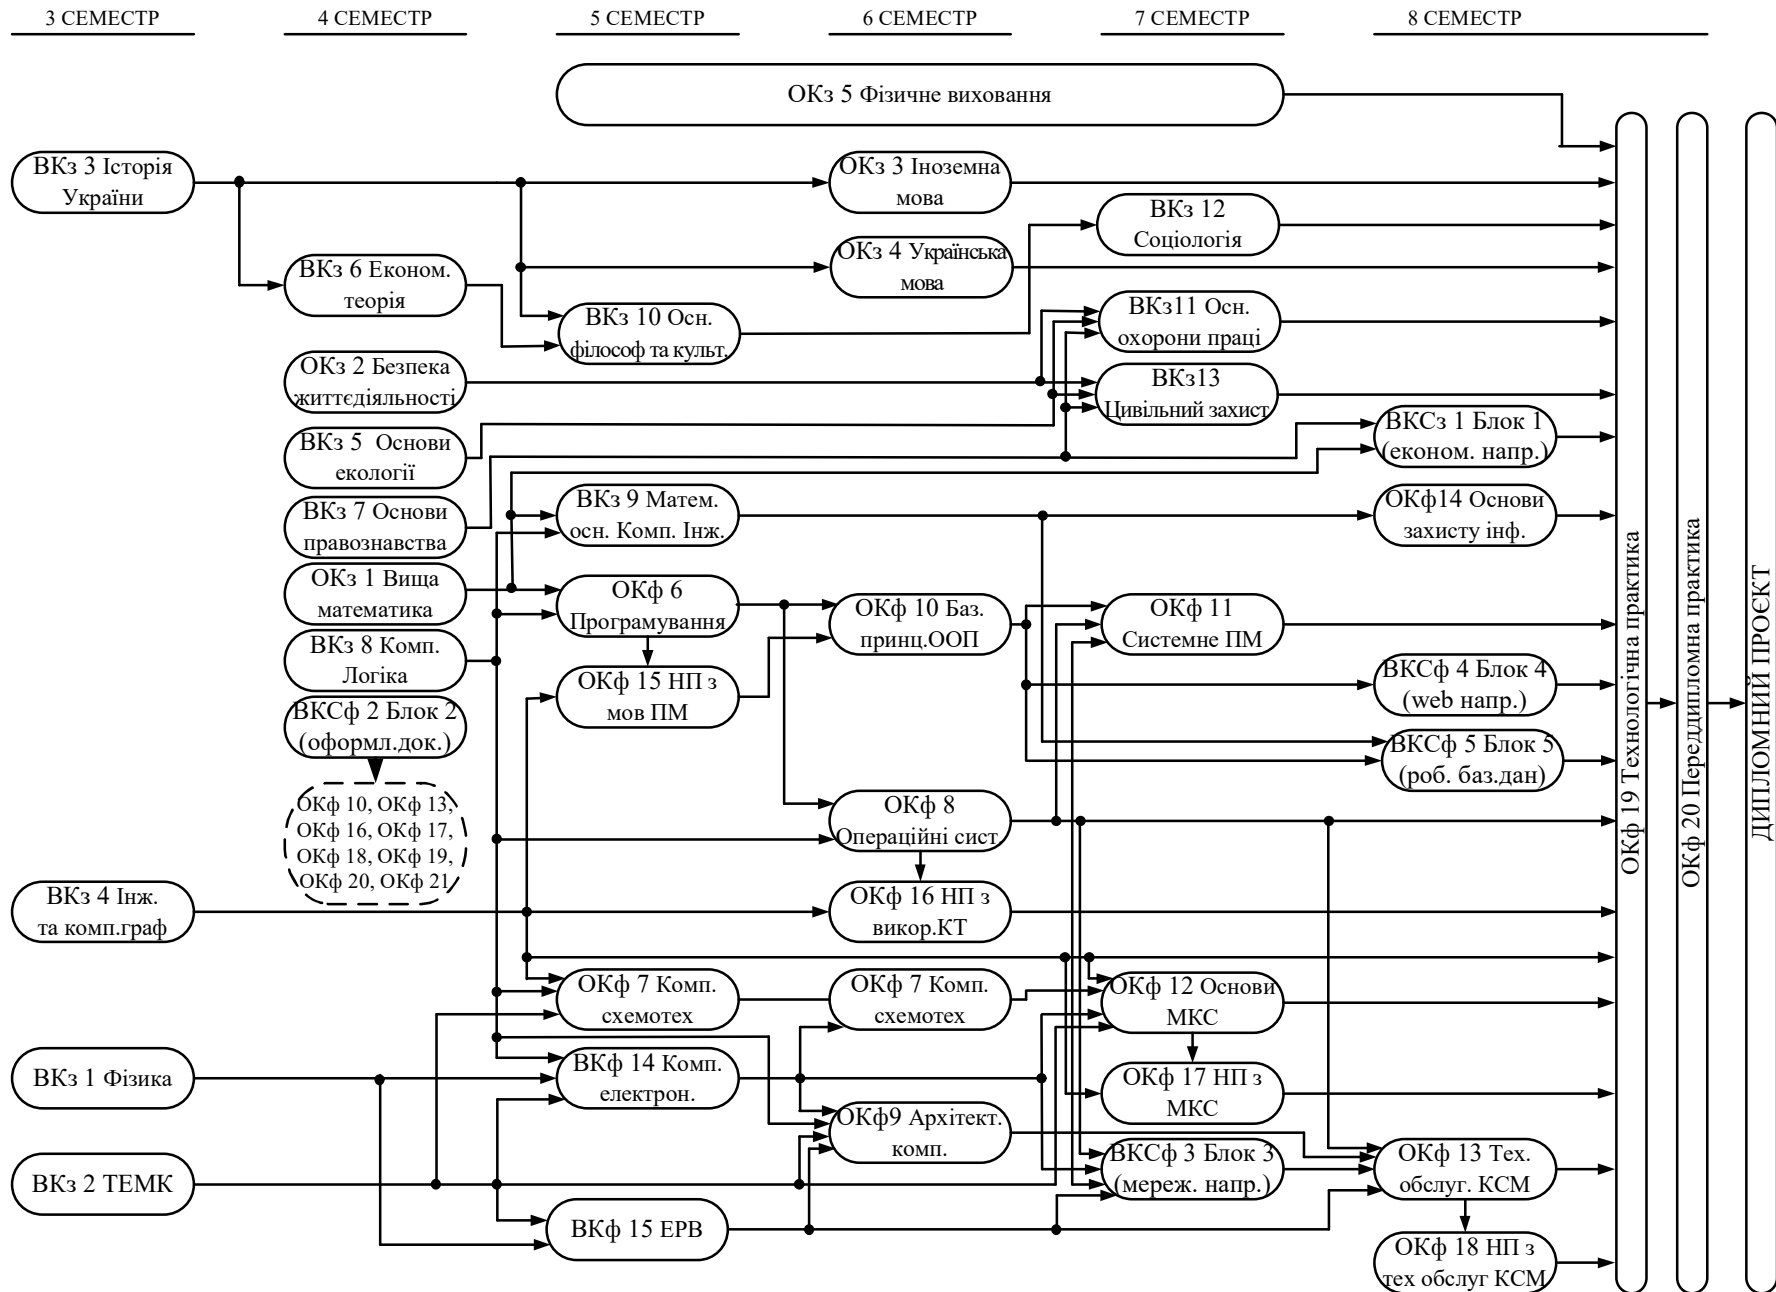 3 СЕМЕСТР
4 СЕМЕСТР
5 СЕМЕСТР
6 СЕМЕСТР
7 СЕМЕСТР
8 СЕМЕСТР
ОКз 5 Фізичне виховання
ВКз 3 Історія
України
ОКз 3 Іноземна
мова
ВКз 12
Соціологія
ОКз 4 Українська
мова
ВКз 6 Економ.
теорія
ВКз 10 Осн.
філософ та культ.
ВКз11 Осн.
охорони праці
ОКз 2 Безпека
життєдіяльності
ВКз13
Цивільний захист
ВКз 5 Основи
екології
ВКСз 1 Блок 1
(економ. напр.)
ВКз 7 Основи
правознавства
ВКз 9 Матем.
осн. Комп. Інж.
ОКф14 Основи
захисту інф.
ОКз 1 Вища
математика
ОКф 6
Програмування
ОКф 10 Баз.
принц.ООП
ОКф 11
Системне ПМ
ВКз 8 Комп.
Логіка
ОКф 15 НП з
мов ПМ
ВКСф 4 Блок 4
(web напр.)
ВКСф 2 Блок 2
(оформл.док.)
ВКСф 5 Блок 5
(роб. баз.дан)
ОКф 10, ОКф 13,
ОКф 16, ОКф 17,
ОКф 18, ОКф 19,
ОКф 20, ОКф 21
ОКф 8
Операційні сист
ВКз 4 Інж.
та комп.граф
ОКф 16 НП з
викор.КТ
ОКф 7 Комп.
схемотех
ОКф 7 Комп.
схемотех
ОКф 12 Основи
МКС
ВКз 1 Фізика
ВКф 14 Комп.
електрон.
ОКф 17 НП з
МКС
ОКф9 Архітект.
комп.
ВКз 2 ТЕМК
ВКСф 3 Блок 3
(мереж. напр.)
ОКф 13 Тех.
обслуг. КСМ
ВКф 15 ЕРВ
ОКф 18 НП з
тех обслуг КСМ
ОКф 19 Технологічна практика
ОКф 20 Переддипломна практика
ДИПЛОМНИЙ ПРОЄКТ